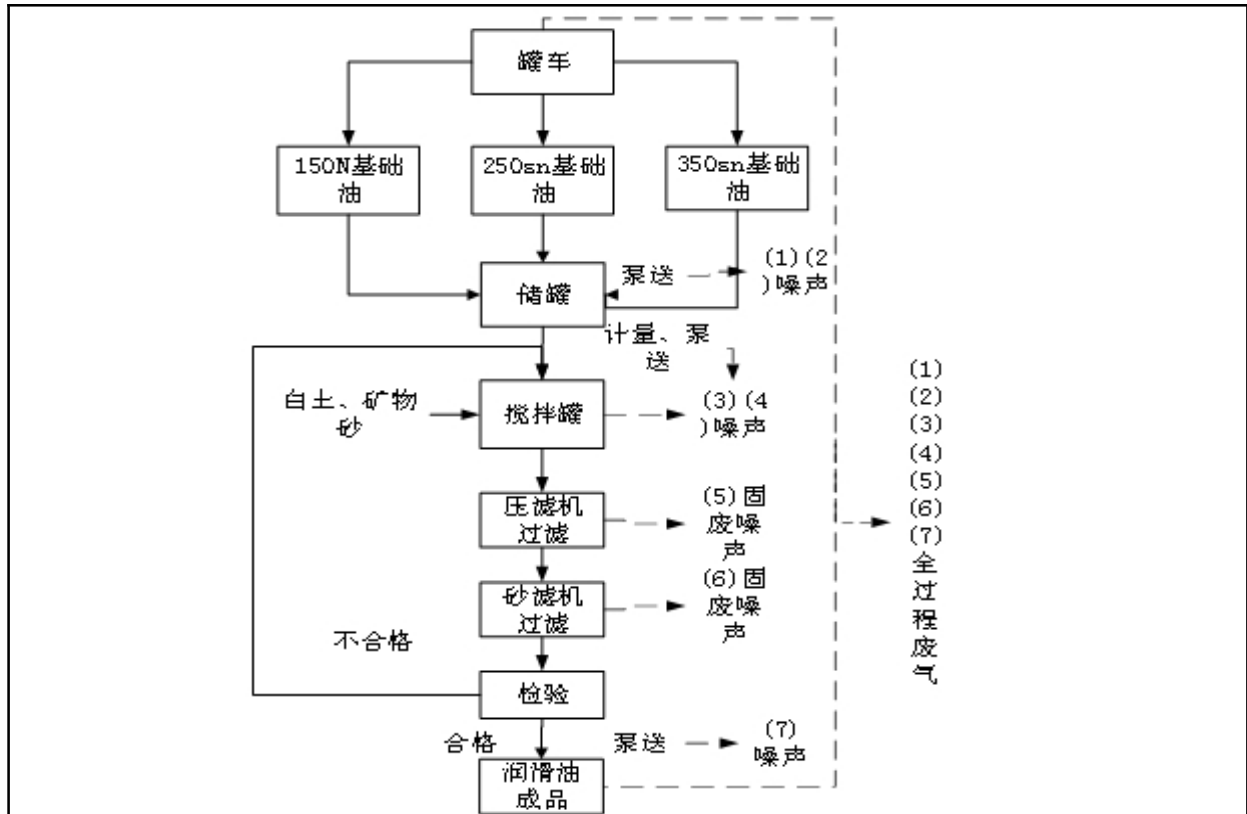 罐车
150N基础
油
250sn基础
油
350sn基础
油
储罐
泵送
(1)(2
)噪声
计量、泵
送
白土、矿物
砂
搅拌罐
(3)(4
)噪声
压滤机
过滤
(5)固
废噪
声
砂滤机
过滤
(6)固
废噪
声
不合格
检验
合格
泵送
(7)
噪声
润滑油
成品
(1)
(2)
(3)
(4)
(5)
(6)
(7)
全
过
程
废
气